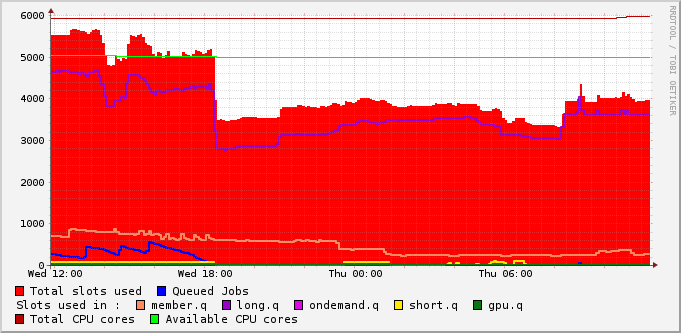 RRDTOOL / TOBI OETIKER
6000
5000
4000
3000
2000
1000
0
Wed 12:00 Wed 18:00 Thu 00:00 Thu 06:00
Total slots used Queued Jobs
Slots used in : member.q long.q ondemand.q short.q gpu.q
Total CPU cores Available CPU cores